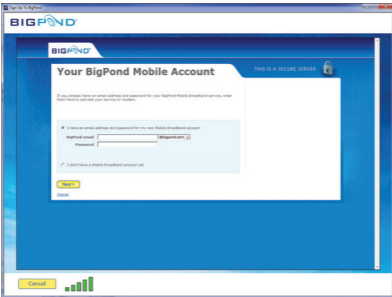 Sign Up To BigPond
BIGPOND
BIGPOND
Your BigPond Mobile Account
THIS IS A SECURE SERVER
If you already have an email address and password for your BigPond Mobile Broadband service, enter
them here to activate your service or modem.
I have an email address and password for my new Mobile Broadband account
BigPond email: @bigpond.com
Password:
I don't have a Mobile Broadband account yet
Next >
Cancel
Cancel